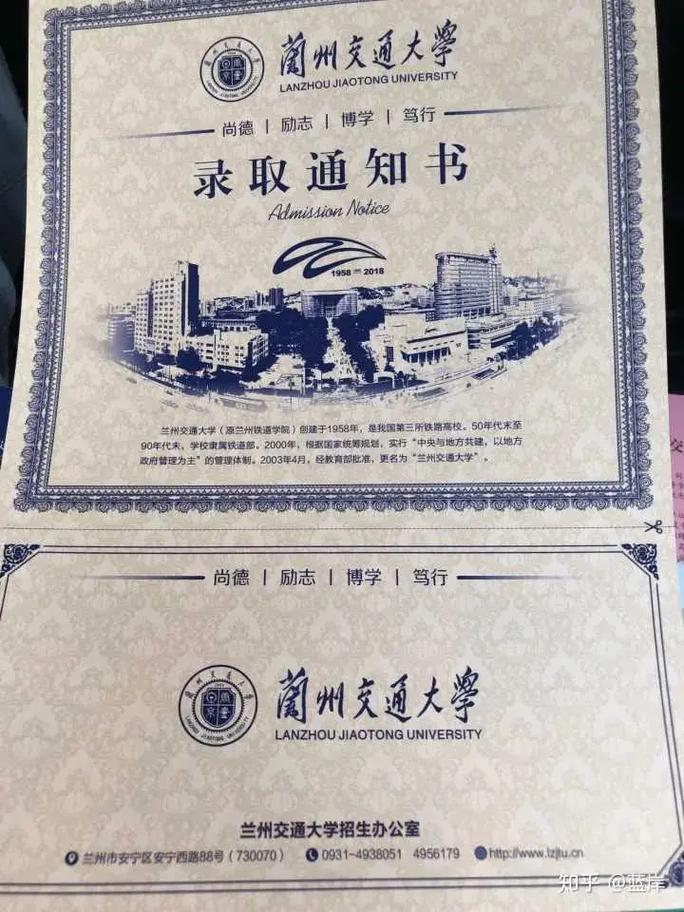 蘭州交通大學
LANZHOU JIAOTONG UNIVERSITY
尚德 | 励志 | 博学 | 笃行
录取通知书
Admission Notice
1958 2018
兰州交通大学（原兰州铁道学院）创建于1958年，是我国第三所铁路高校。50年代末至
90年代末，学校隶属铁道部。2000年，根据国家统筹规划，实行“中央与地方共建，以地方
政府管理为主”的管理体制。2003年4月，经教育部批准，更名为“兰州交通大学”。
尚德 | 励志 | 博学 | 笃行
蘭州交通大學
LANZHOU JIAOTONG UNIVERSITY
兰州交通大学招生办公室
兰州市安宁区安宁西路88号（730070） 0931-4938051 4956179 http://www.lzjtu.cn
知乎 @蓝岸